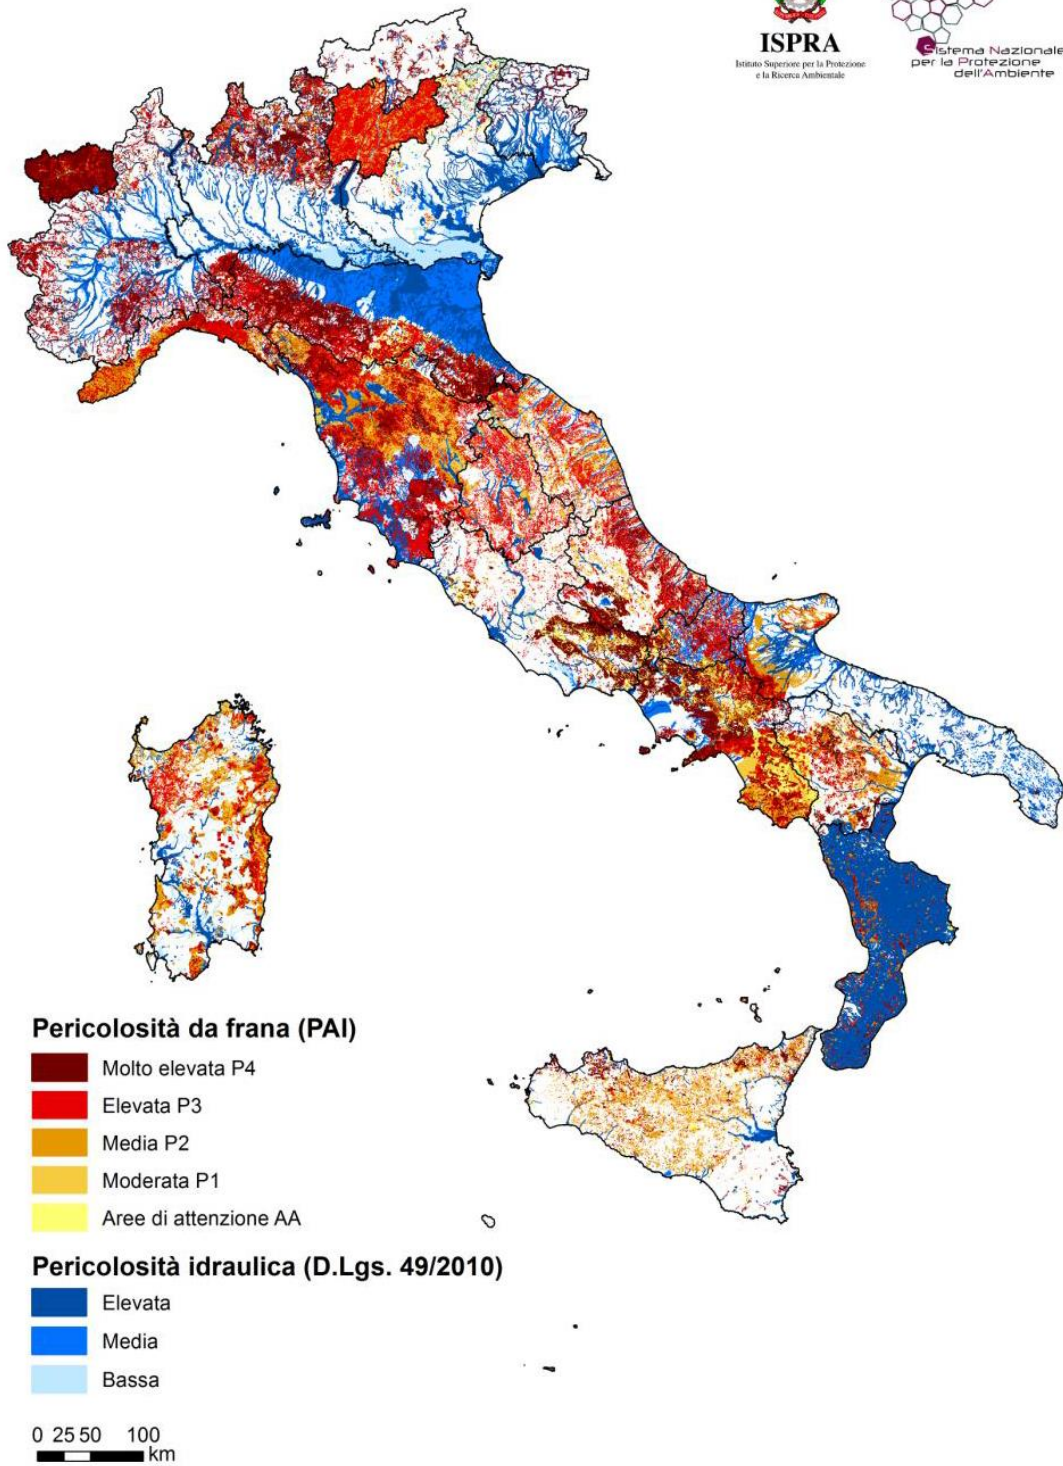 ISPRA
Istituto Superiore per la Protezione
e la Ricerca Ambientale
Sistema Nazionale
per la Protezione
dell'Ambiente
Pericolosità da frana (PAI)
Molto elevata P4
Elevata P3
Media P2
Moderata P1
Aree di attenzione AA
Pericolosità idraulica (D.Lgs. 49/2010)
Elevata
Media
Bassa
0 25 50 100
km